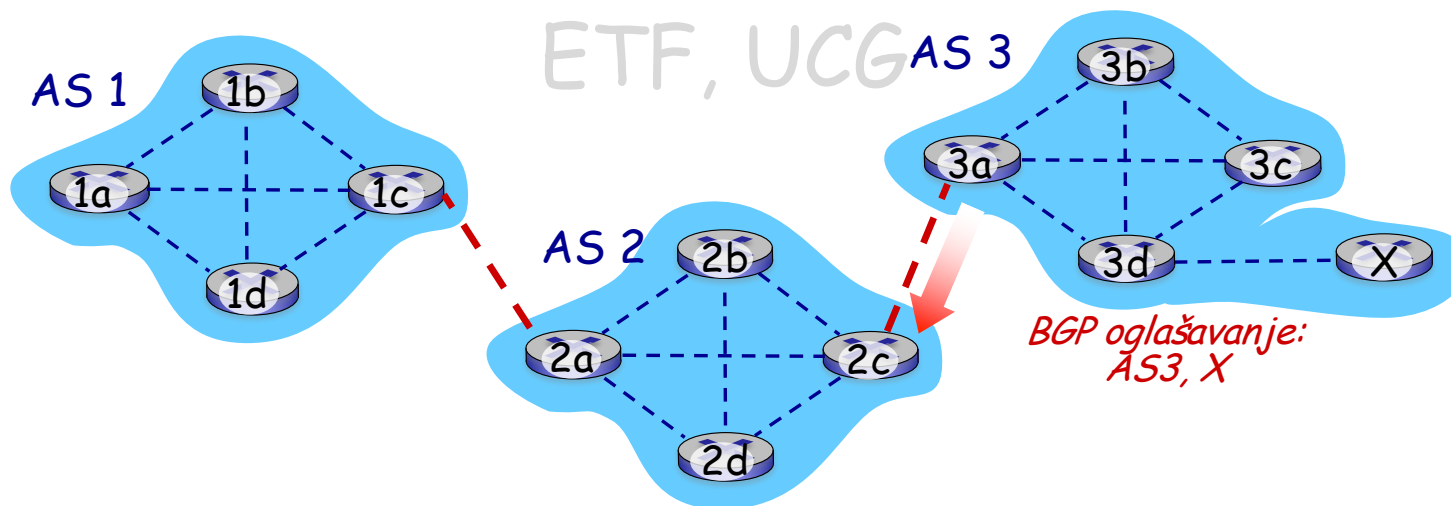 ETF, UCG
AS 1
1b
1a
1c
1d
AS 2
2b
2a
2c
2d
AS 3
3b
3a
3c
3d
X
BGP oglašavanje:
AS3, X